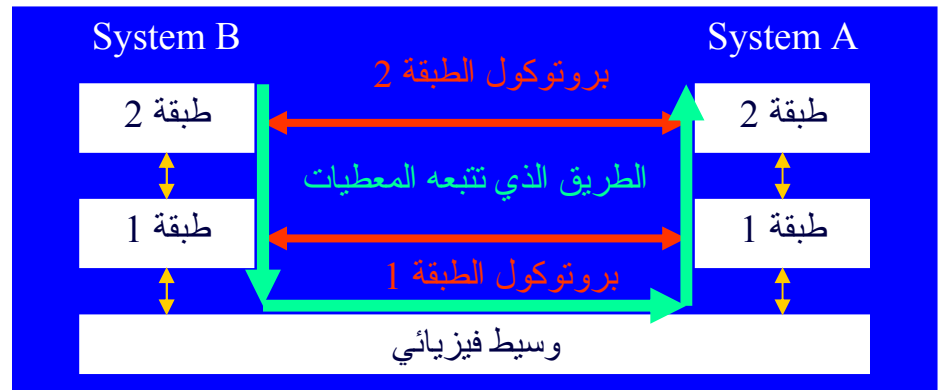 System A
System B
بروتوكول الطبقة 2
طبقة 2
طبقة 2
الطريق الذي تتبعه المعطيات
طبقة 1
طبقة 1
بروتوكول الطبقة 1
وسيط فيزيائي